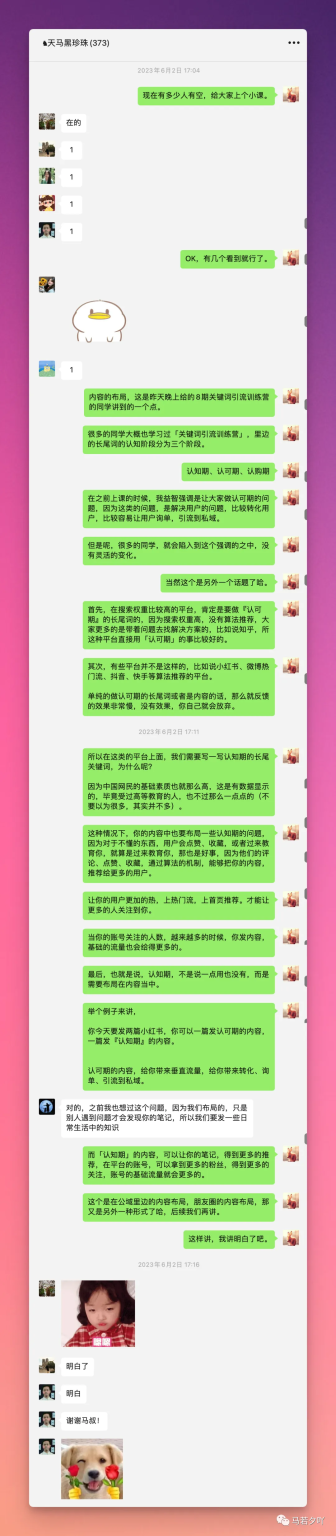 ♞天马黑珍珠(373)
•••
2023年6月2日 17:04
现在有多少人有空，给大家上个小课。
在的
1
1
1
1
OK，有几个看到就行了。
1
内容的布局，这是昨天晚上给的8期关键词引流训练营
的同学讲到的一个点。
很多的同学大概也学习过「关键词引流训练营」，里边
的长尾词的认知阶段分为三个阶段。
认知期、认可期、认购期
在之前上课的时候，我益智强调是让大家做认可期的问
题，因为这类的问题，是解决用户的问题，比较转化用
户，比较容易让用户询单，引流到私域。
但是呢，很多的同学，就会陷入到这个强调的之中，没
有灵活的变化。
当然这个是另外一个话题了哈。
首先，在搜索权重比较高的平台，肯定是要做『认可
期』的长尾词的，因为搜索权重高，没有算法推荐，大
家更多的是带着问题去找解决方案的，比如说知乎，所
这种平台直接用「认可期」的事比较好的。
其次，有些平台并不是这样的，比如说小红书、微博热
门流、抖音、快手等算法推荐的平台。
单纯的做认可期的长尾词或者是内容的话，那么就反馈
的效果非常慢，没有效果，你自己就会放弃。
2023年6月2日 17:11
所以在这类的平台上面，我们需要写一写认知期的长尾
关键词，为什么呢？
因为中国网民的基础素质也就那么高，这是有数据显示
的，毕竟受过高等教育的人，也不过那么一点点的（不
要以为很多，其实并不多）。
这种情况下，你的内容中也要布局一些认知期的问题，
因为对于不懂的东西，用户会点赞、收藏，或者过来教
育你，就算是过来教育你，那也是好事，因为他们的评
论、点赞、收藏，通过算法的机制，能够把你的内容，
推荐给更多的用户。
让你的用户更加的热，上热门流，上首页推荐，才能让
更多的人关注到你。
当你的账号关注的人数，越来越多的时候，你发内容，
基础的流量也会给得更多的。
最后，也就是说，认知期，不是说一点用也没有，而是
需要布局在内容当中。
举个例子来讲，
你今天要发两篇小红书，你可以一篇发认可期的内容，
一篇发『认知期』的内容。
认可期的内容，给你带来垂直流量，给你带来转化、询
单、引流到私域。
对的，之前我也想过这个问题，因为我们布局的，只是
别人遇到问题才会发现你的笔记，所以我们要发一些日
常生活中的知识
而「认知期」的内容，可以让你的笔记，得到更多的推
荐，在平台的账号，可以拿到更多的粉丝，得到更多的
关注，账号的基础流量就会更多的。
这个是在公域里边的内容布局，朋友圈的内容布局，那
又是另外一种形式了哈，后续我们再讲。
这样讲，我讲明白了吧。
2023年6月2日 17:16
明白了
明白
谢谢马叔！
马若夕吖